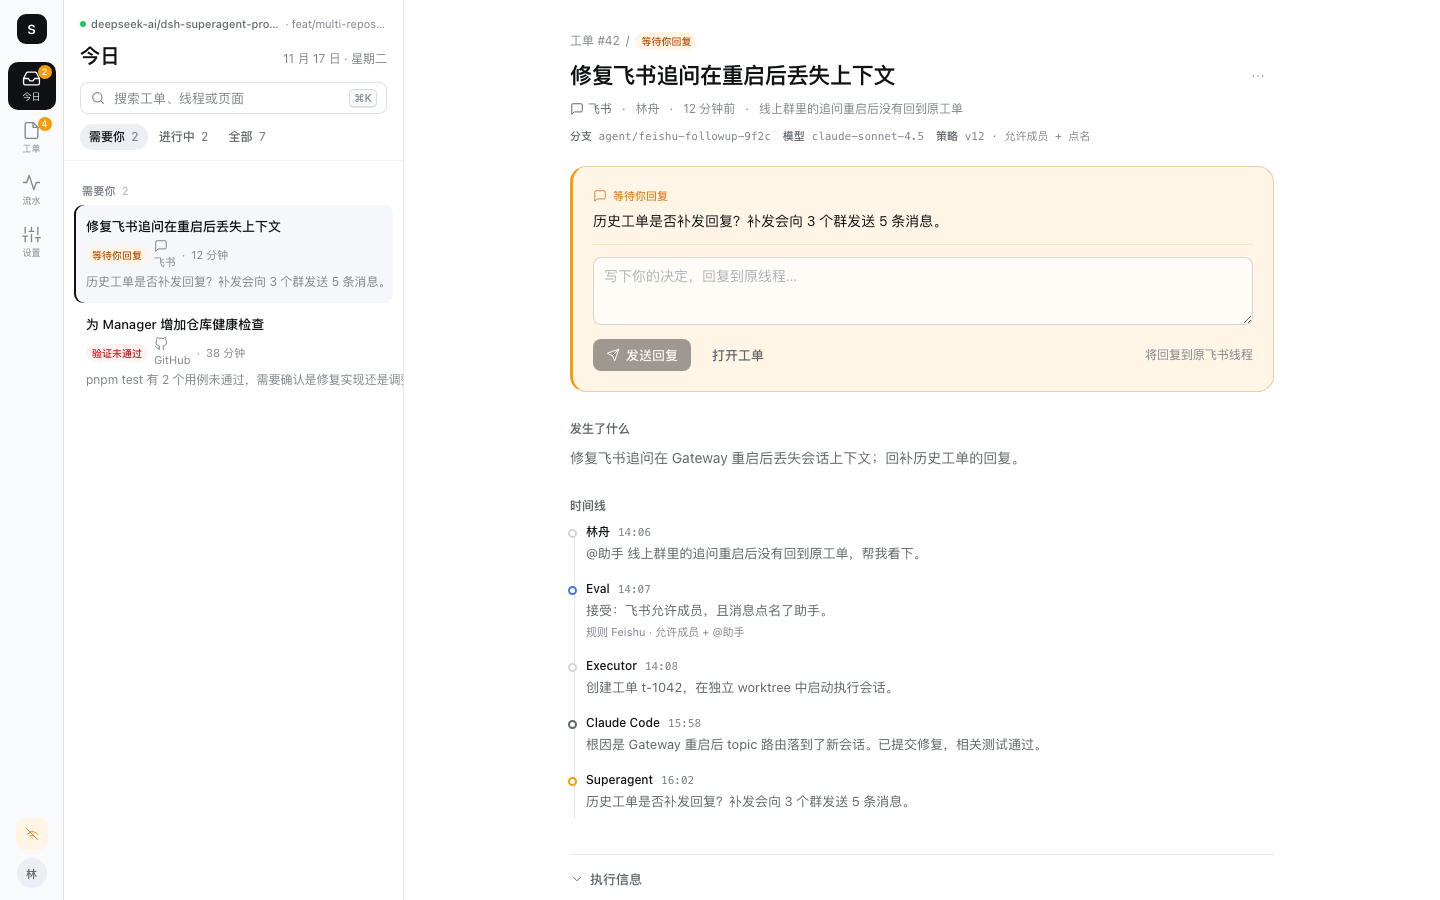 S
2
今日
4
工单
流水
设置
林
deepseek-ai/dsh-superagent-pro... · feat/multi-repos...
今日 11 月 17 日 · 星期二
搜索工单、线程或页面 ⌘K
需要你 2 进行中 2 全部 7
需要你 2
修复飞书追问在重启后丢失上下文
等待你回复 飞书 · 12 分钟
历史工单是否补发回复？补发会向 3 个群发送 5 条消息。
为 Manager 增加仓库健康检查
验证未通过 GitHub · 38 分钟
pnpm test 有 2 个用例未通过，需要确认是修复实现还是调
工单 #42 / 等待你回复
修复飞书追问在重启后丢失上下文 ...
飞书 · 林舟 · 12 分钟前 · 线上群里的追问重启后没有回到原工单
分支 agent/feishu-followup-9f2c 模型 claude-sonnet-4.5 策略 v12 · 允许成员 + 点名
等待你回复
历史工单是否补发回复？补发会向 3 个群发送 5 条消息。
写下你的决定，回复到原线程...
发送回复 打开工单 将回复到原飞书线程
发生了什么
修复飞书追问在 Gateway 重启后丢失会话上下文；回补历史工单的回复。
时间线
林舟 14:06
@助手 线上群里的追问重启后没有回到原工单，帮我看下。
Eval 14:07
接受：飞书允许成员，且消息点名了助手。
规则 Feishu · 允许成员 + @助手
Executor 14:08
创建工单 t-1042，在独立 worktree 中启动执行会话。
Claude Code 15:58
根因是 Gateway 重启后 topic 路由落到了新会话。已提交修复，相关测试通过。
Superagent 16:02
历史工单是否补发回复？补发会向 3 个群发送 5 条消息。
执行信息